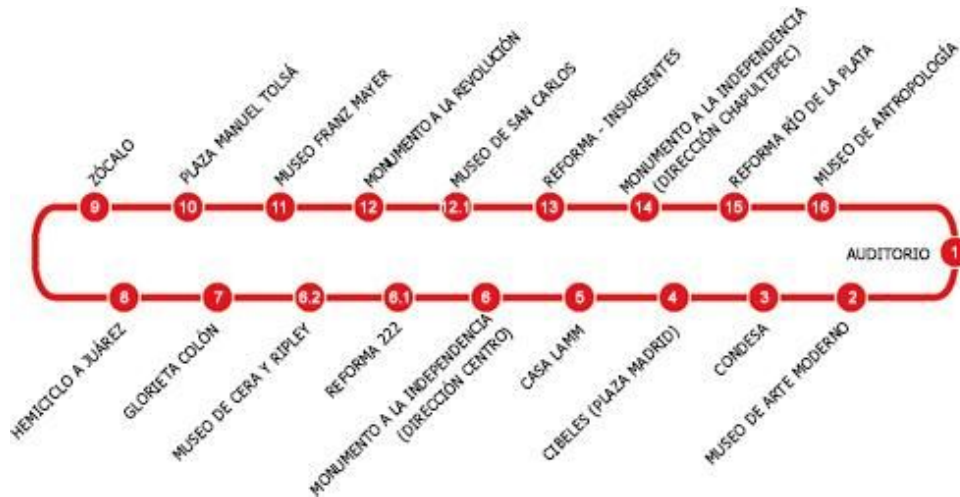 ZÓCALO
PLAZA MANUEL TOLSÁ
MUSEO FRANZ MAYER
MONUMENTO A LA REVOLUCIÓN
MUSEO DE SAN CARLOS
REFORMA - INSURGENTES
MONUMENTO A LA INDEPENDENCIA
(DIRECCIÓN CHAPULTEPEC)
REFORMA RÍO DE LA PLATA
MUSEO DE ANTROPOLOGÍA
9
10
11
12
12.1
13
14
15
16
AUDITORIO
1
8
7
6.2
6.1
6
5
4
3
2
HEMICICLO A JUÁREZ
GLORIETA COLÓN
MUSEO DE CERA Y RIPLEY
REFORMA 222
MONUMENTO A LA INDEPENDENCIA
(DIRECCIÓN CENTRO)
CASA LAMM
CIBELES (PLAZA MADRID)
CONDESA
MUSEO DE ARTE MODERNO